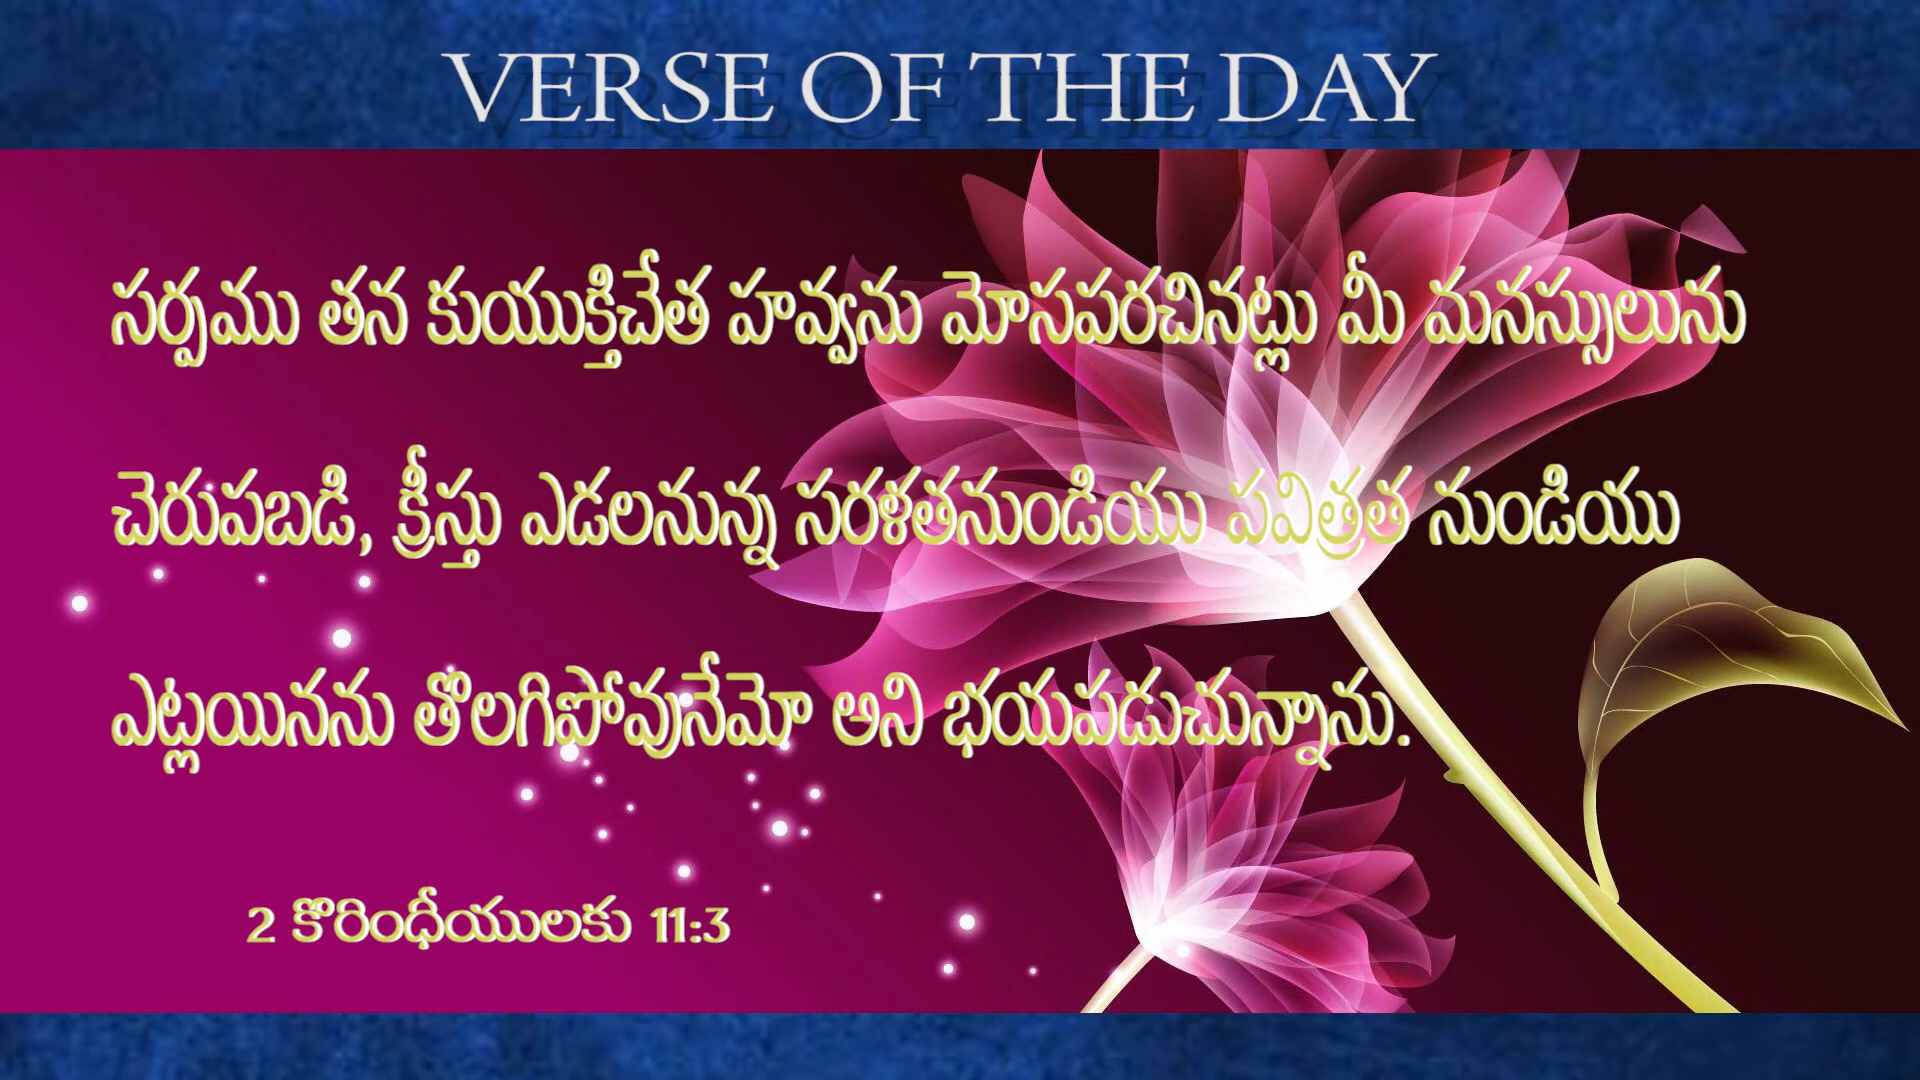 VERSE OF THE DAY
సర్పము తన కుయుక్తిచేత హవ్వను మోసపరచినట్లు మీ మనస్సులును
చెరుపబడి, క్రీస్తు ఎడలనున్న సరళతనుండియు పవిత్రత నుండియు
ఎట్లయినను తొలగిపోవునేమో అని భయపడుచున్నాను.
2 కొరింధీయులకు 11:3